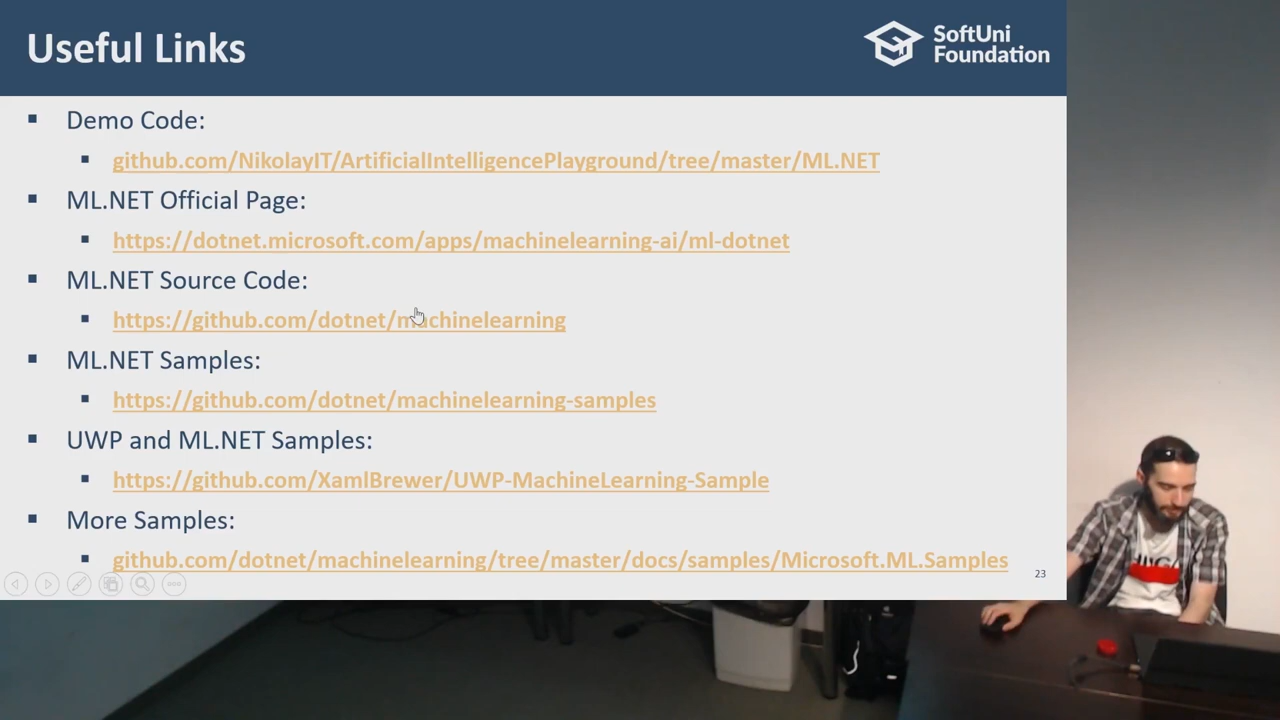 Useful Links
SoftUni
Foundation
Demo Code:
github.com/NikolayIT/ArtificialIntelligencePlayground/tree/master/ML.NET
ML.NET Official Page:
https://dotnet.microsoft.com/apps/machinelearning-ai/ml-dotnet
ML.NET Source Code:
https://github.com/dotnet/machinelearning
ML.NET Samples:
https://github.com/dotnet/machinelearning-samples
UWP and ML.NET Samples:
https://github.com/XamlBrewer/UWP-MachineLearning-Sample
More Samples:
github.com/dotnet/machinelearning/tree/master/docs/samples/Microsoft.ML.Samples
23